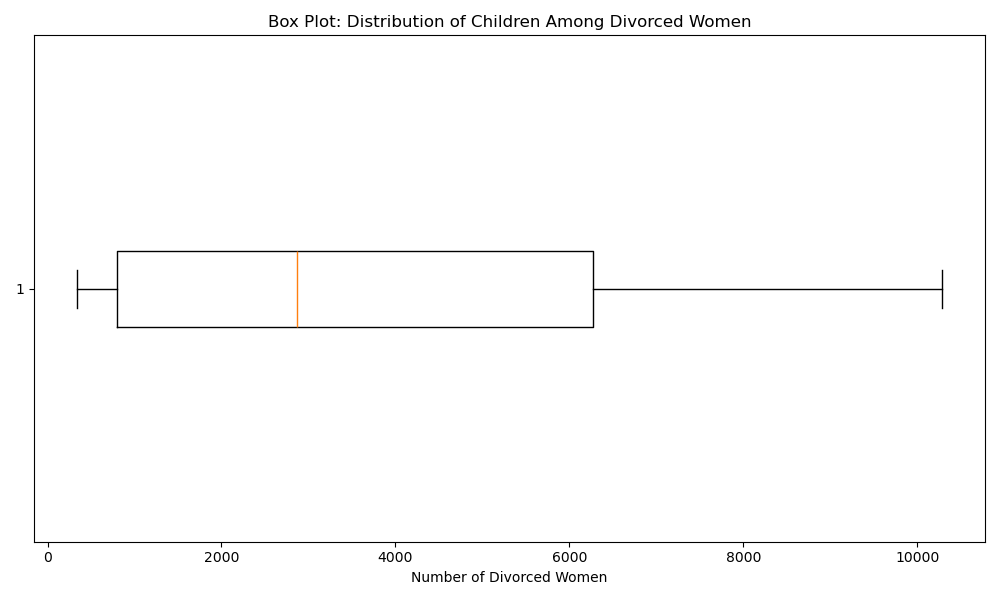 Box Plot: Distribution of Children Among Divorced Women
1
0 2000 4000 6000 8000 10000
Number of Divorced Women